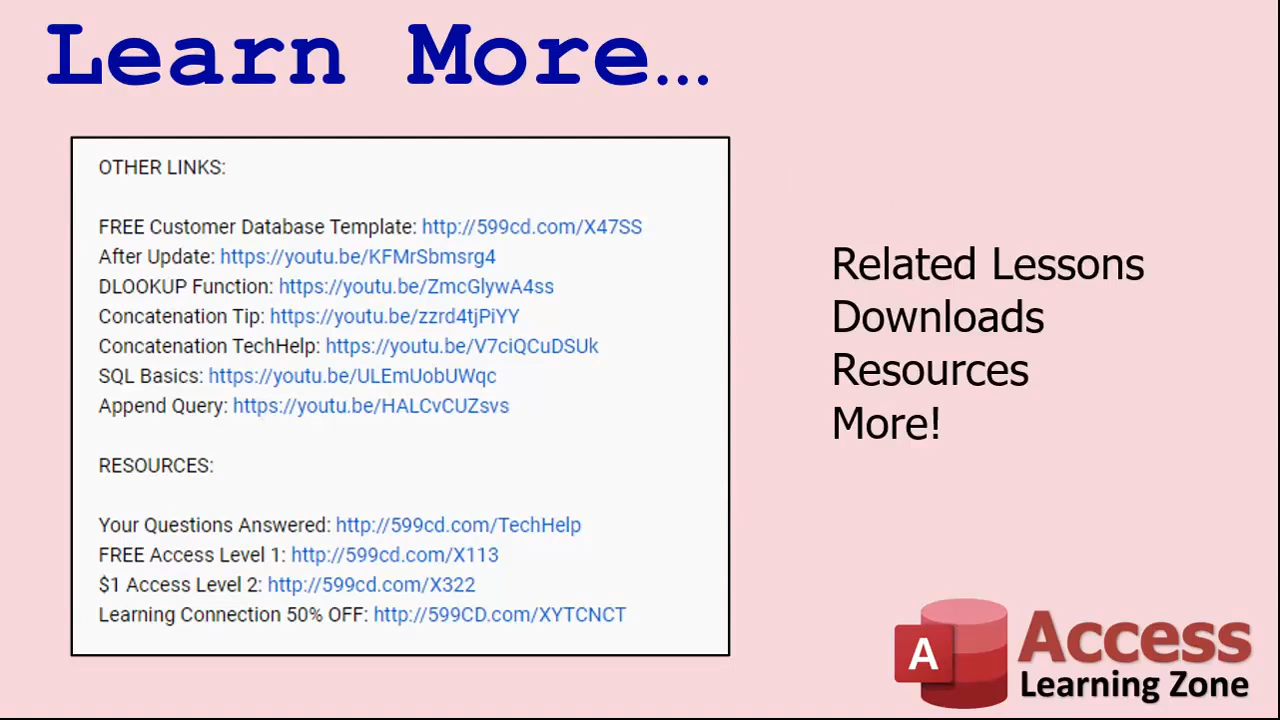 Learn More...
OTHER LINKS:
FREE Customer Database Template: http://599cd.com/X47SS
After Update: https://youtu.be/KFMrSbmsrg4
DLOOKUP Function: https://youtu.be/ZmcGlywA4ss
Concatenation Tip: https://youtu.be/zzrd4tjPiYY
Concatenation TechHelp: https://youtu.be/V7ciQCuDSUk
SQL Basics: https://youtu.be/ULEmUobUWqc
Append Query: https://youtu.be/HALCvCUZsvs
RESOURCES:
Your Questions Answered: http://599cd.com/TechHelp
FREE Access Level 1: http://599cd.com/X113
$1 Access Level 2: http://599cd.com/X322
Learning Connection 50% OFF: http://599CD.com/XYTCNCT
Related Lessons
Downloads
Resources
More!
A
Access
Learning Zone